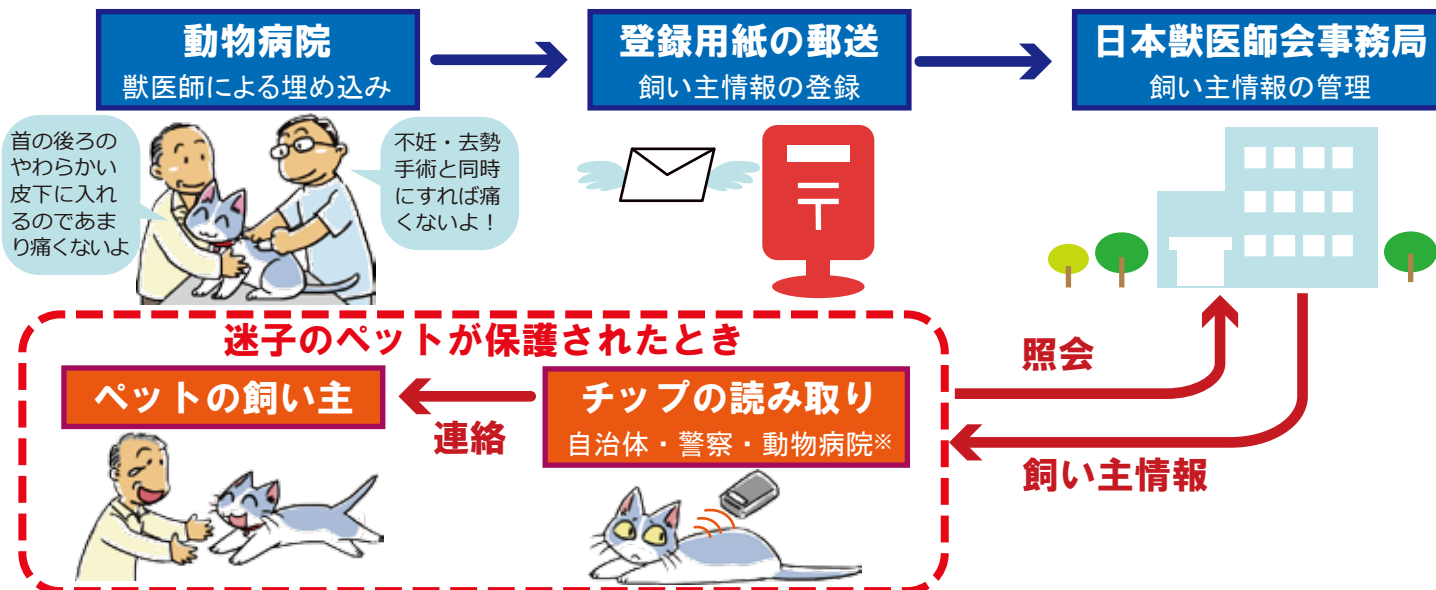 動物病院
獣医師による埋め込み
登録用紙の郵送
飼い主情報の登録
日本獣医師会事務局
飼い主情報の管理
首の後ろの
やわらかい
皮下に入れ
るのであま
り痛くないよ
不妊・去勢
手術と同時
にすれば痛
くないよ！
〒
迷子のペットが保護されたとき
ペットの飼い主
連絡
チップの読み取り
自治体・警察・動物病院※
照会
飼い主情報